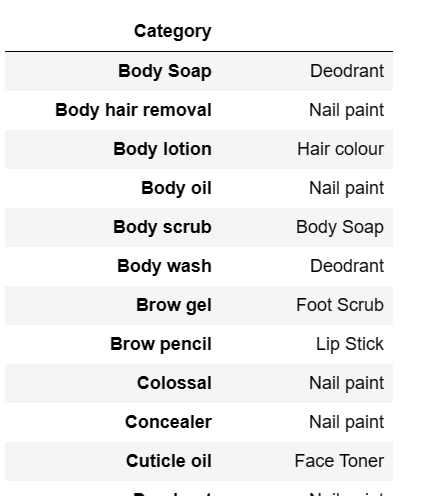 Category
Body Soap Deodrant
Body hair removal Nail paint
Body lotion Hair colour
Body oil Nail paint
Body scrub Body Soap
Body wash Deodrant
Brow gel Foot Scrub
Brow pencil Lip Stick
Colossal Nail paint
Concealer Nail paint
Cuticle oil Face Toner